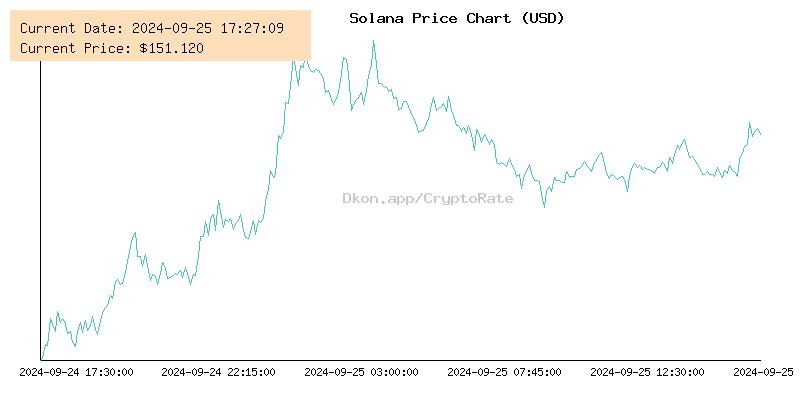 Solana Price Chart (USD)
Current Date: 2024-09-25 17:27:09
Current Price: $151.120
Dkon.app/CryptoRate
2024-09-24 17:30:00 2024-09-24 22:15:00 2024-09-25 03:00:00 2024-09-25 07:45:00 2024-09-25 12:30:00 2024-09-25